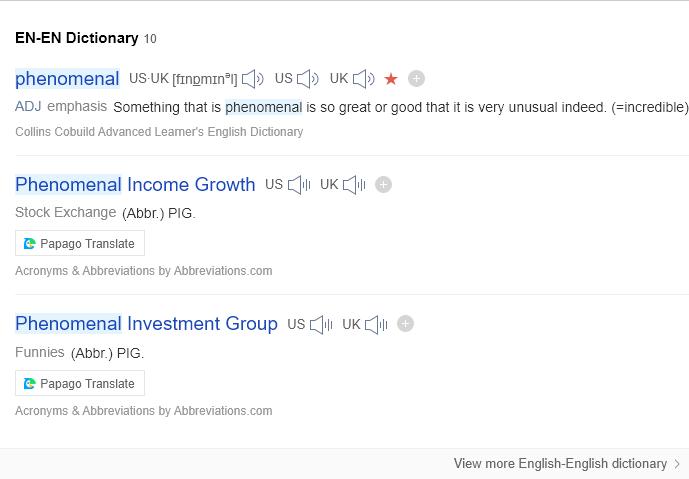 EN-EN Dictionary 10
phenomenal US·UK [fɪnɒmɪnᵊl] US UK
ADJ emphasis Something that is phenomenal is so great or good that it is very unusual indeed. (=incredible)
Collins Cobuild Advanced Learner's English Dictionary
Phenomenal Income Growth US UK
Stock Exchange (Abbr.) PIG.
Papago Translate
Acronyms & Abbreviations by Abbreviations.com
Phenomenal Investment Group US UK
Funnies (Abbr.) PIG.
Papago Translate
Acronyms & Abbreviations by Abbreviations.com
View more English-English dictionary